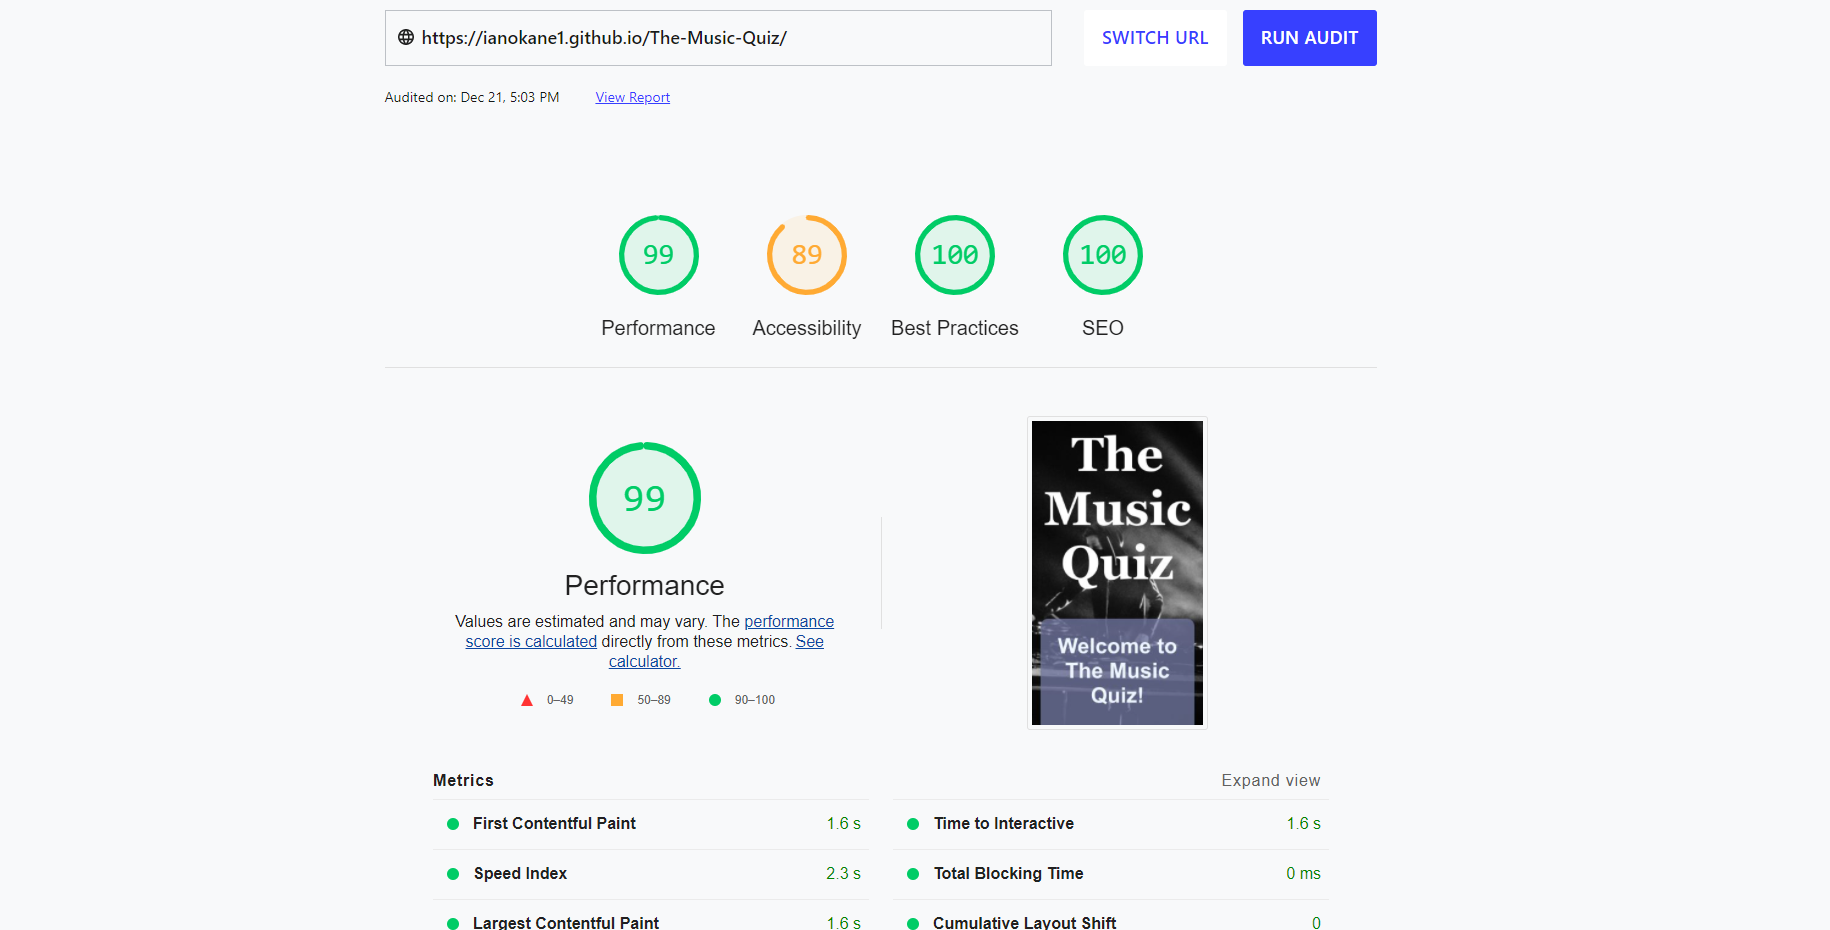 https://ianokane1.github.io/The-Music-Quiz/
SWITCH URL
RUN AUDIT
Audited on: Dec 21, 5:03 PM
View Report
99
89
100
100
Performance
Accessibility
Best Practices
SEO
99
Performance
Values are estimated and may vary. The performance
score is calculated directly from these metrics. See
calculator.
0–49
50–89
90–100
The
Music
Quiz
Welcome to
The Music
Quiz!
Metrics
Expand view
First Contentful Paint
1.6 s
Time to Interactive
1.6 s
Speed Index
2.3 s
Total Blocking Time
0 ms
Largest Contentful Paint
1.6 s
Cumulative Layout Shift
0